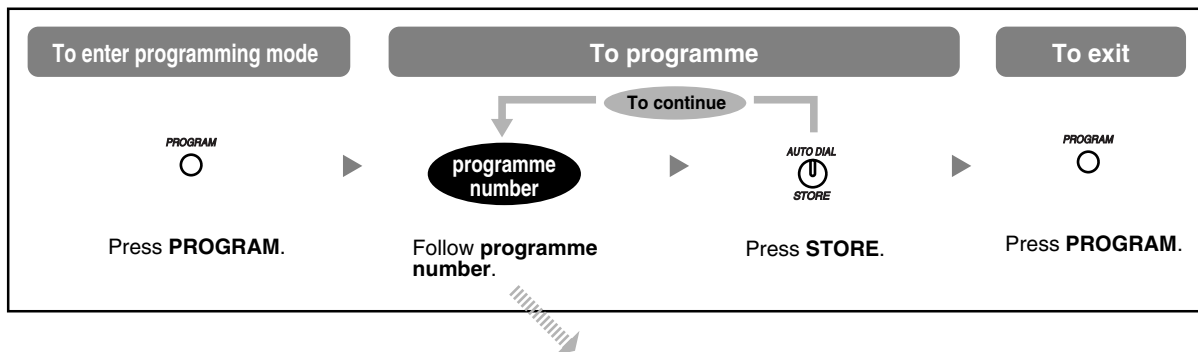 To enter programming mode
To programme
To exit
To continue
PROGRAM
programme
number
AUTO DIAL
STORE
PROGRAM
Press PROGRAM.
Follow programme
number.
Press STORE.
Press PROGRAM.